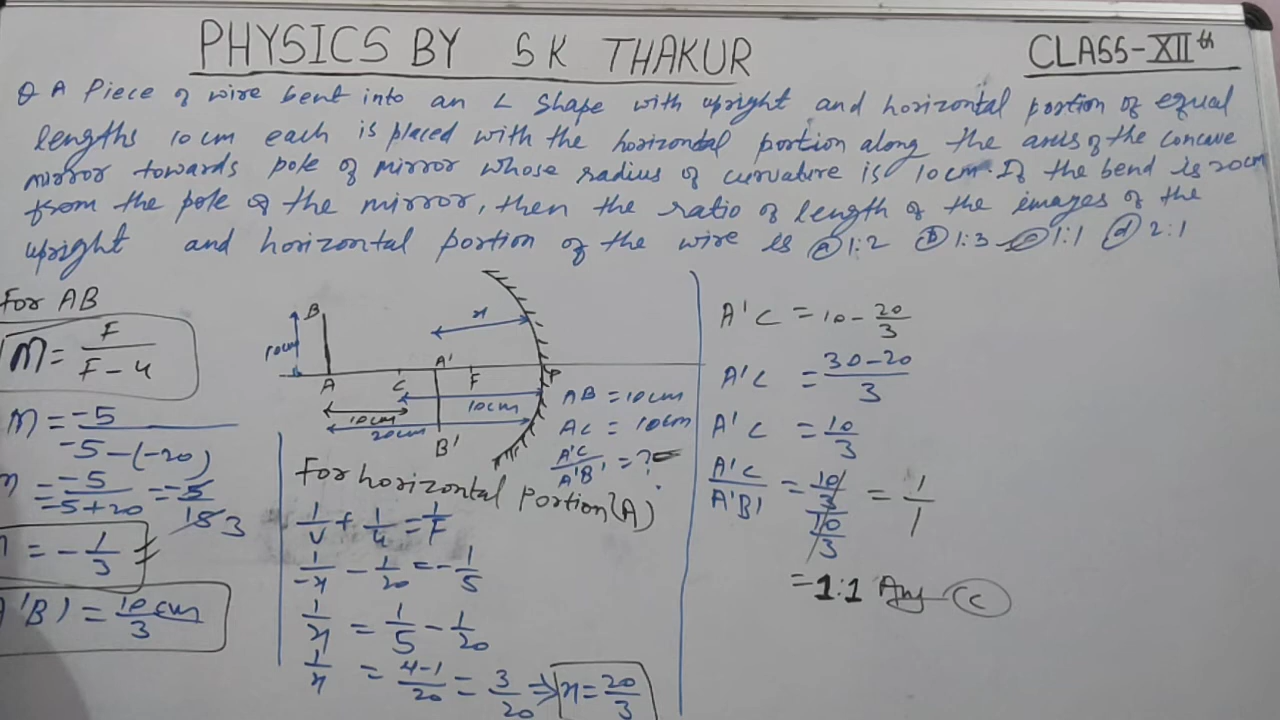 PHYSICS BY SK THAKUR
CLASS-XIIth
Q A Piece of wire bent into an L Shape with upright and horizontal portion of equal
lengths 10 cm each is placed with the horizontal portion along the axis of the concave
mirror towards pole of mirror whose radius of curvature is 10cm. If the bend is 20cm
from the pole of the mirror, then the ratio of length of the images of the
upright and horizontal portion of the wire is (a) 1:2 (b) 1:3 (c) 1:1 (d) 2:1
For AB
M = F / F - u
M = -5 / -5-(-20)
= -5 / -5+20 = -5 / 15 3
= - 1/3
A'B' = 10/3 cm
B
10cm
A
C
A'
F
P
x
10cm
10cm
20cm
B'
AB = 10cm
AC = 10cm
A'C / A'B' = ?
For horizontal Portion (A)
1/v + 1/u = 1/F
1/-x - 1/20 = - 1/5
1/x = 1/5 - 1/20
1/x = 4-1/20 = 3/20 ⇒ x = 20/3
A'C = 10 - 20/3
A'C = 30-20 / 3
A'C = 10/3
A'C / A'B' = 10/3 / 10/3 = 1/1
= 1:1 Ans (c)